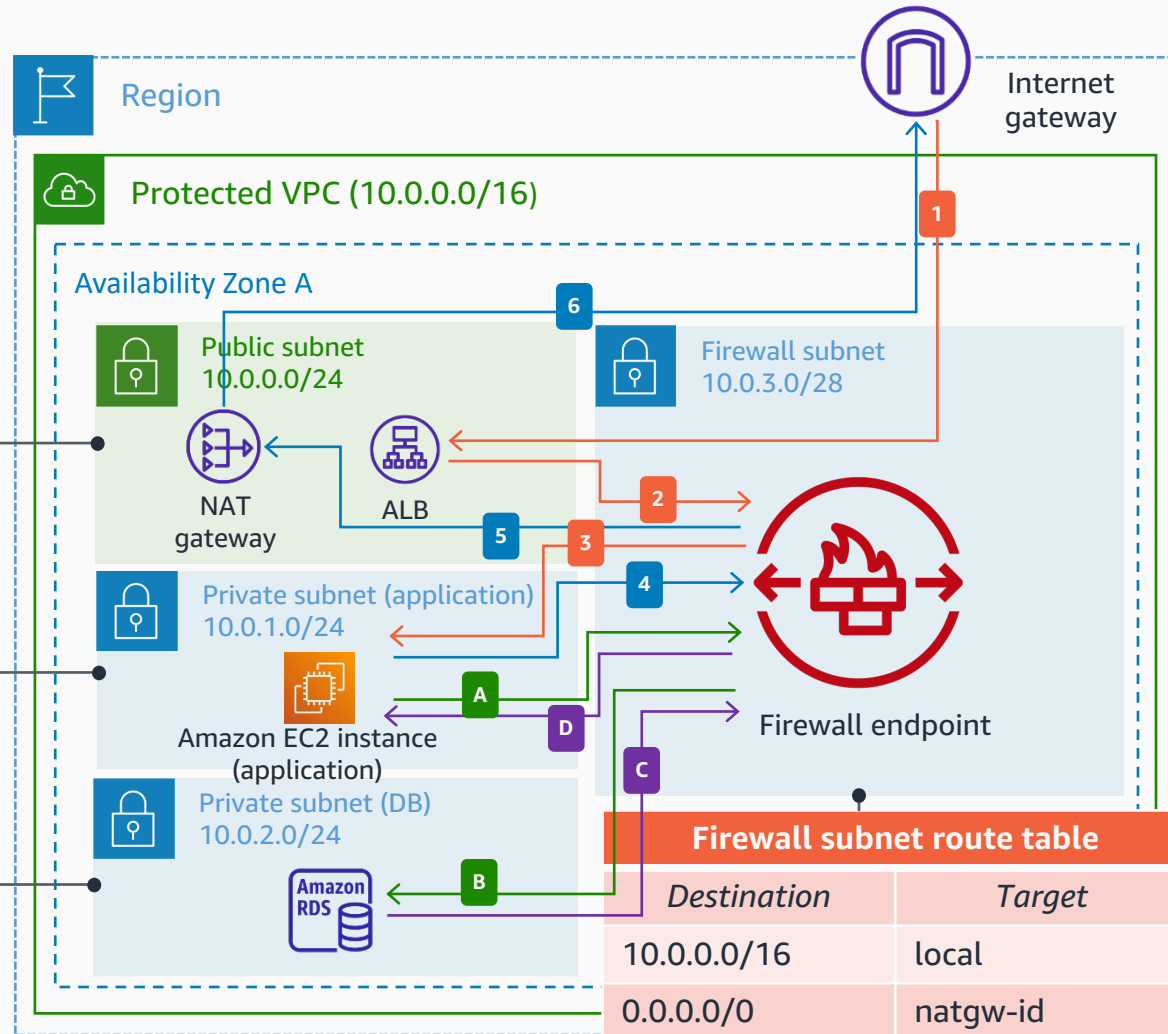 Region
Internet
gateway
Protected VPC (10.0.0.0/16)
1
Availability Zone A
6
Public subnet
10.0.0.0/24
Firewall subnet
10.0.3.0/28
NAT
gateway
ALB
2
5
3
4
Private subnet (application)
10.0.1.0/24
A
D
Amazon EC2 instance
(application)
Firewall endpoint
C
Private subnet (DB)
10.0.2.0/24
B
Amazon
RDS
Firewall subnet route table
Destination Target
10.0.0.0/16 local
0.0.0.0/0 natgw-id